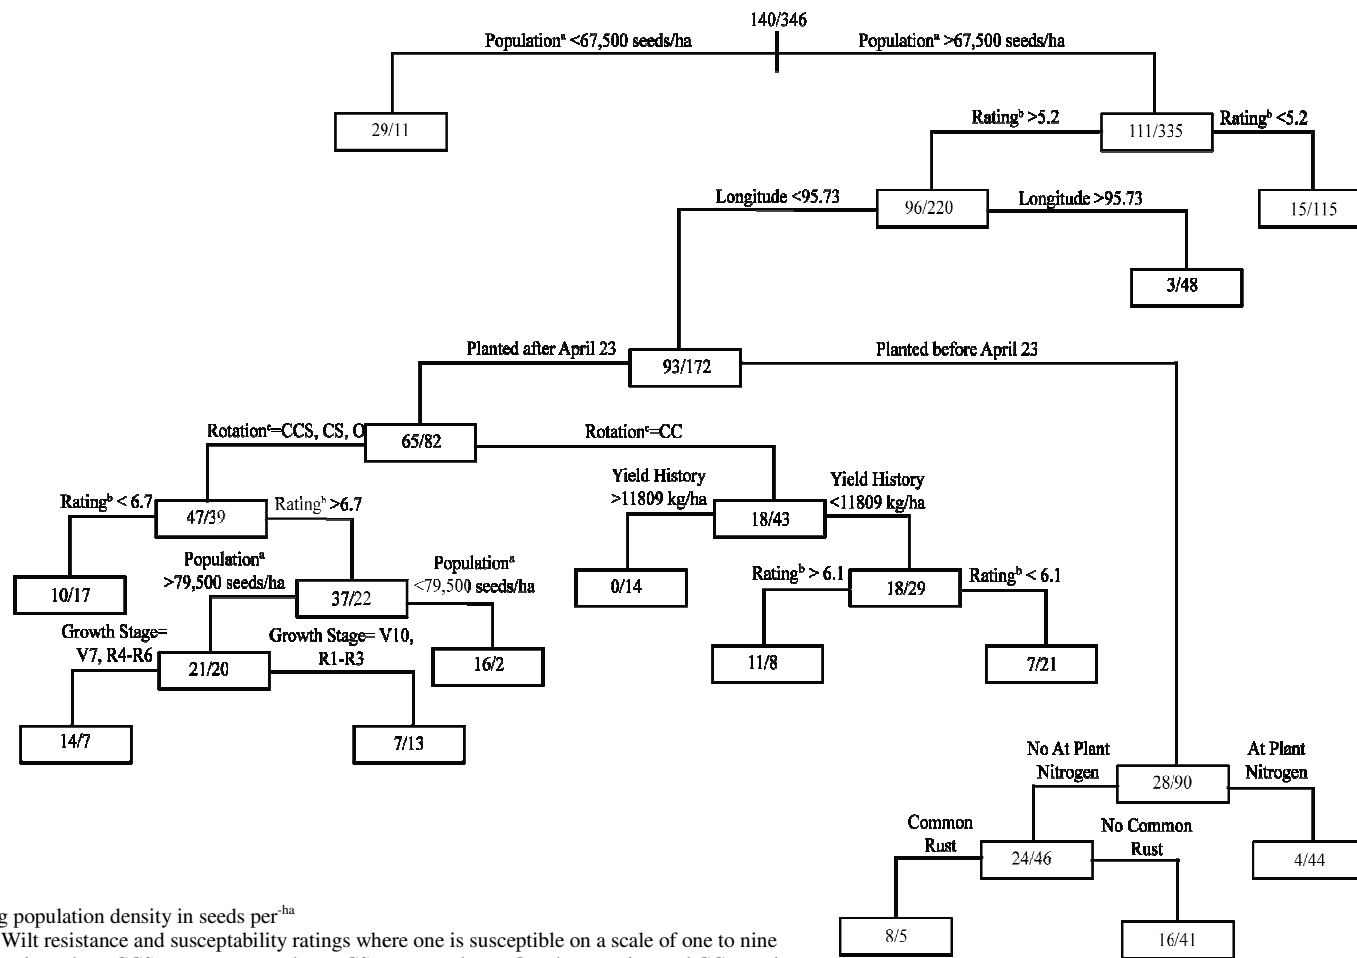 140/346
Populationᵃ <67,500 seeds/ha
Populationᵃ >67,500 seeds/ha
29/11
Ratingᵇ >5.2
111/335
Ratingᵇ <5.2
Longitude <95.73
96/220
Longitude >95.73
15/115
3/48
Planted after April 23
93/172
Planted before April 23
Rotationᶜ=CCS, CS, O
65/82
Rotationᶜ=CC
Ratingᵇ < 6.7
47/39
Ratingᵇ >6.7
Yield History
>11809 kg/ha
18/43
Yield History
<11809 kg/ha
10/17
Populationᵃ
>79,500 seeds/ha
37/22
Populationᵃ
<79,500 seeds/ha
0/14
Ratingᵇ > 6.1
18/29
Ratingᵇ < 6.1
Growth Stage=
V7, R4-R6
21/20
Growth Stage= V10,
R1-R3
16/2
11/8
7/21
14/7
7/13
No At Plant
Nitrogen
28/90
At Plant
Nitrogen
Common
Rust
24/46
No Common
Rust
4/44
8/5
16/41
population density in seeds per⁻ʰᵃ
Wilt resistance and susceptability ratings where one is susceptible on a scale of one to nine